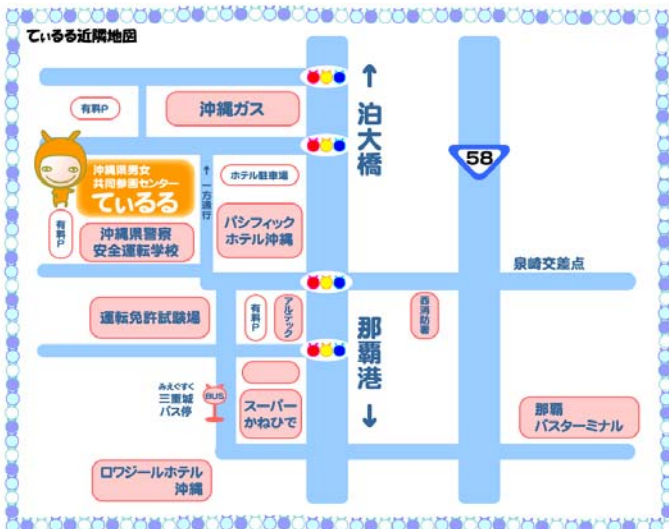 てぃるる近隣地図
有料P
沖縄ガス
↑
泊大橋
58
沖縄県男女
共同参画センター
てぃるる
↑一方通行
ホテル駐車場
有料P
沖縄県警察
安全運転学校
パシフィック
ホテル沖縄
泉崎交差点
運転免許試験場
有料P
アルテック
西消防署
那覇港
↓
みえぐすく
三重城
バス停
BUS
スーパー
かねひで
那覇
バスターミナル
ロワジールホテル
沖縄